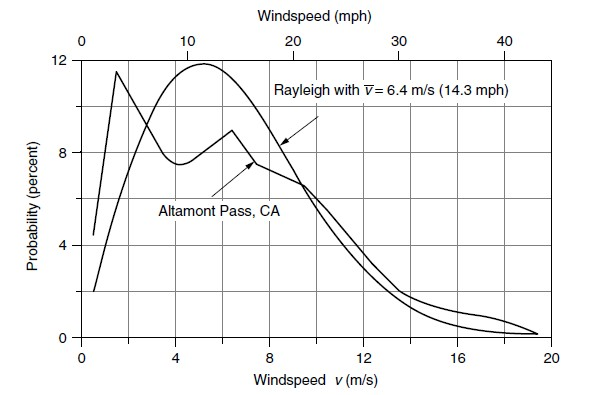 Windspeed (mph)
0 10 20 30 40
12
Rayleigh with v̅ = 6.4 m/s (14.3 mph)
8
Altamont Pass, CA
Probability (percent)
4
0
0 4 8 12 16 20
Windspeed v (m/s)